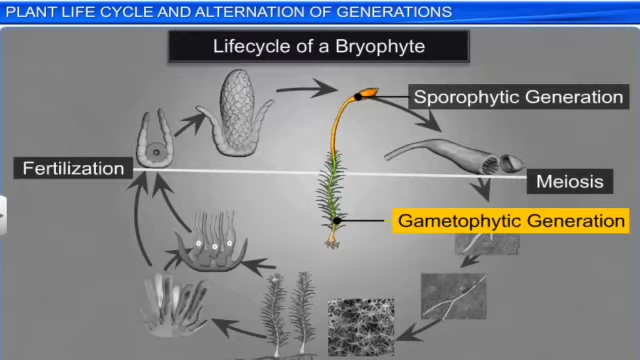 PLANT LIFE CYCLE AND ALTERNATION OF GENERATIONS
Lifecycle of a Bryophyte
Sporophytic Generation
Fertilization
Meiosis
Gametophytic Generation